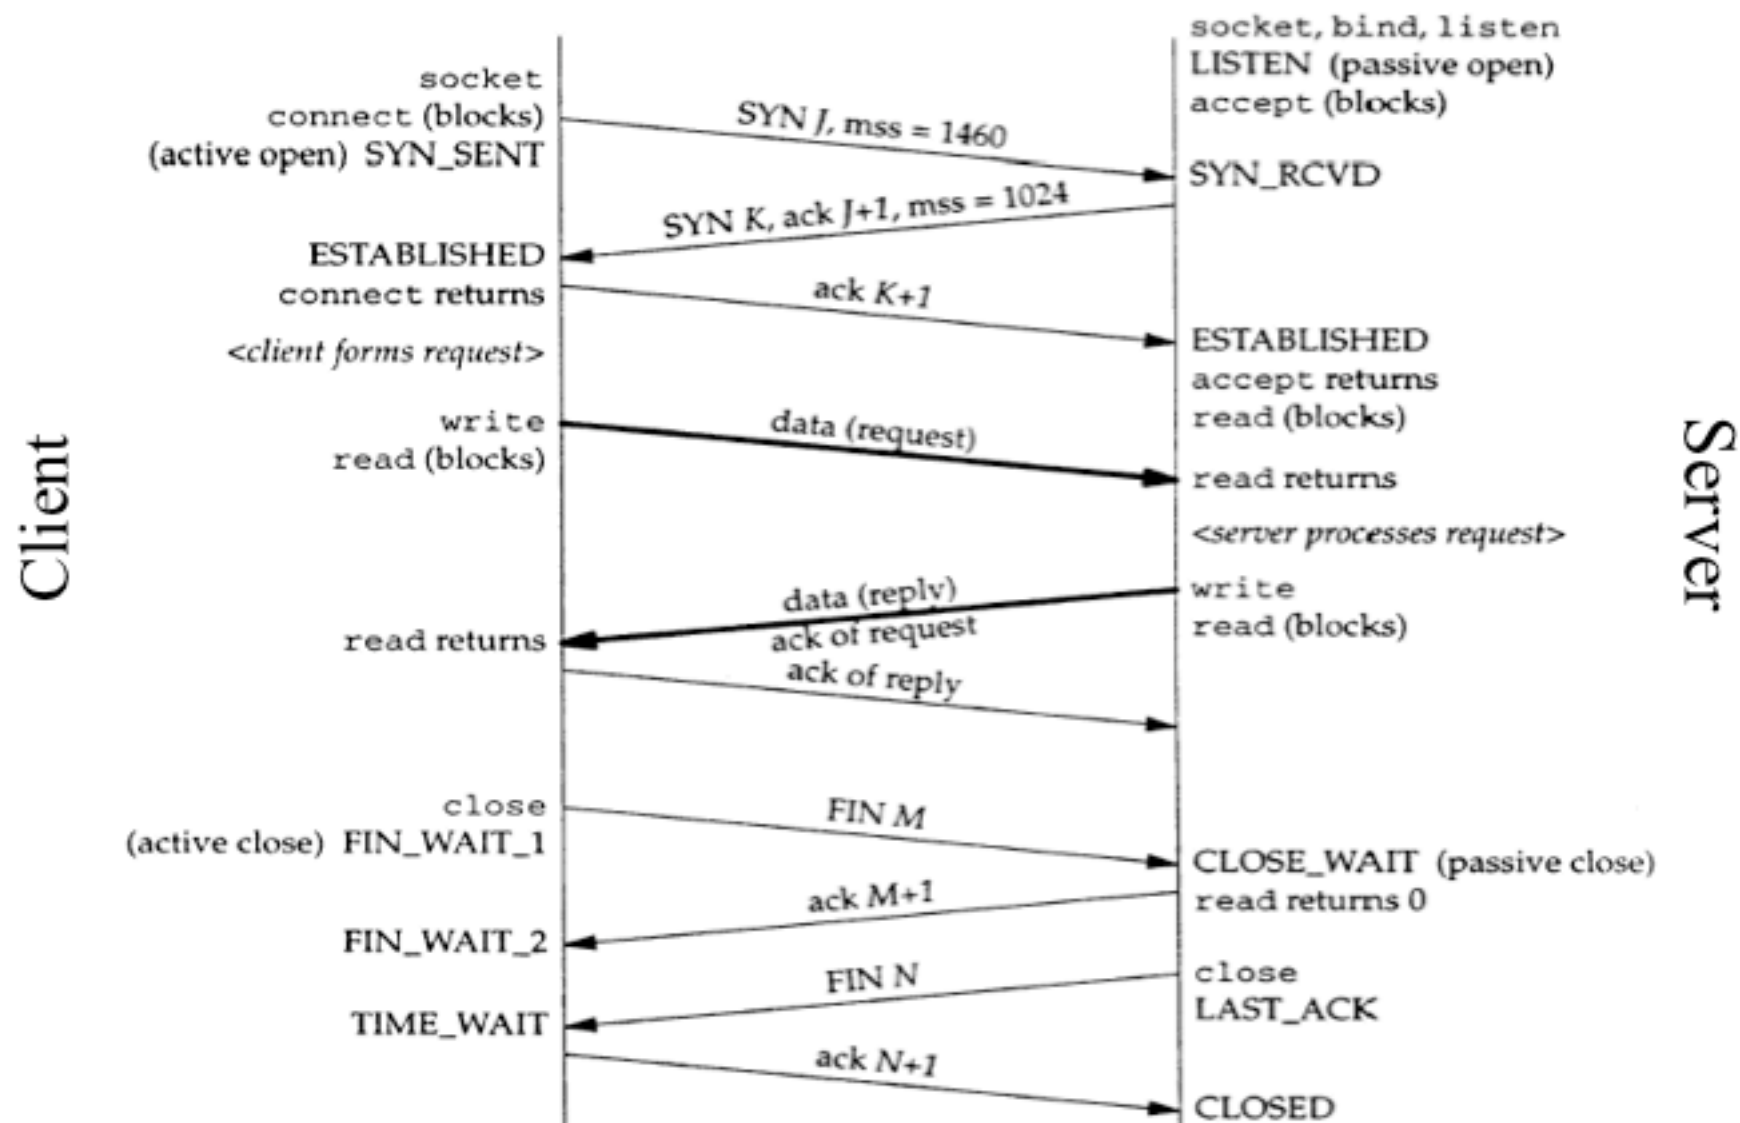 socket, bind, listen
LISTEN (passive open)
accept (blocks)
socket
connect (blocks)
(active open) SYN_SENT
SYN J, mss = 1460
SYN_RCVD
SYN K, ack J+1, mss = 1024
ESTABLISHED
connect returns
ack K+1
<client forms request>
ESTABLISHED
accept returns
read (blocks)
write
read (blocks)
data (request)
read returns
<server processes request>
Client
Server
write
read (blocks)
data (reply)
ack of request
read returns
ack of reply
close
(active close) FIN_WAIT_1
FIN M
CLOSE_WAIT (passive close)
read returns 0
ack M+1
FIN_WAIT_2
close
LAST_ACK
FIN N
TIME_WAIT
ack N+1
CLOSED